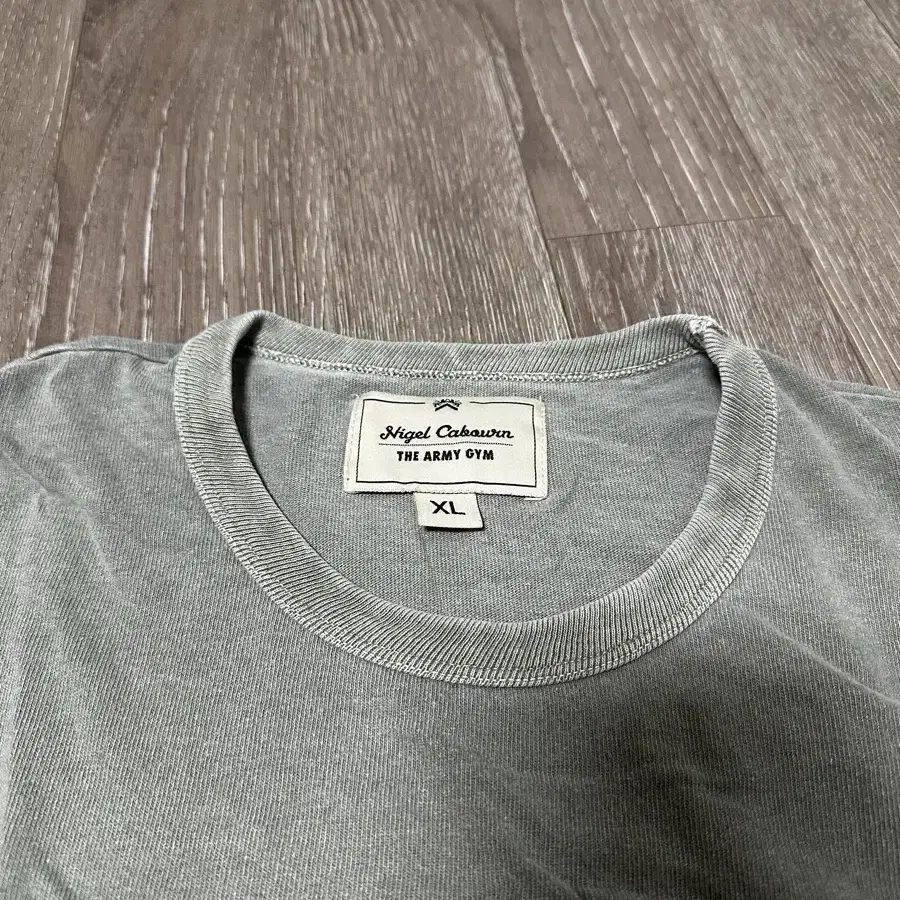 Nigel Cabourn
THE ARMY GYM
XL